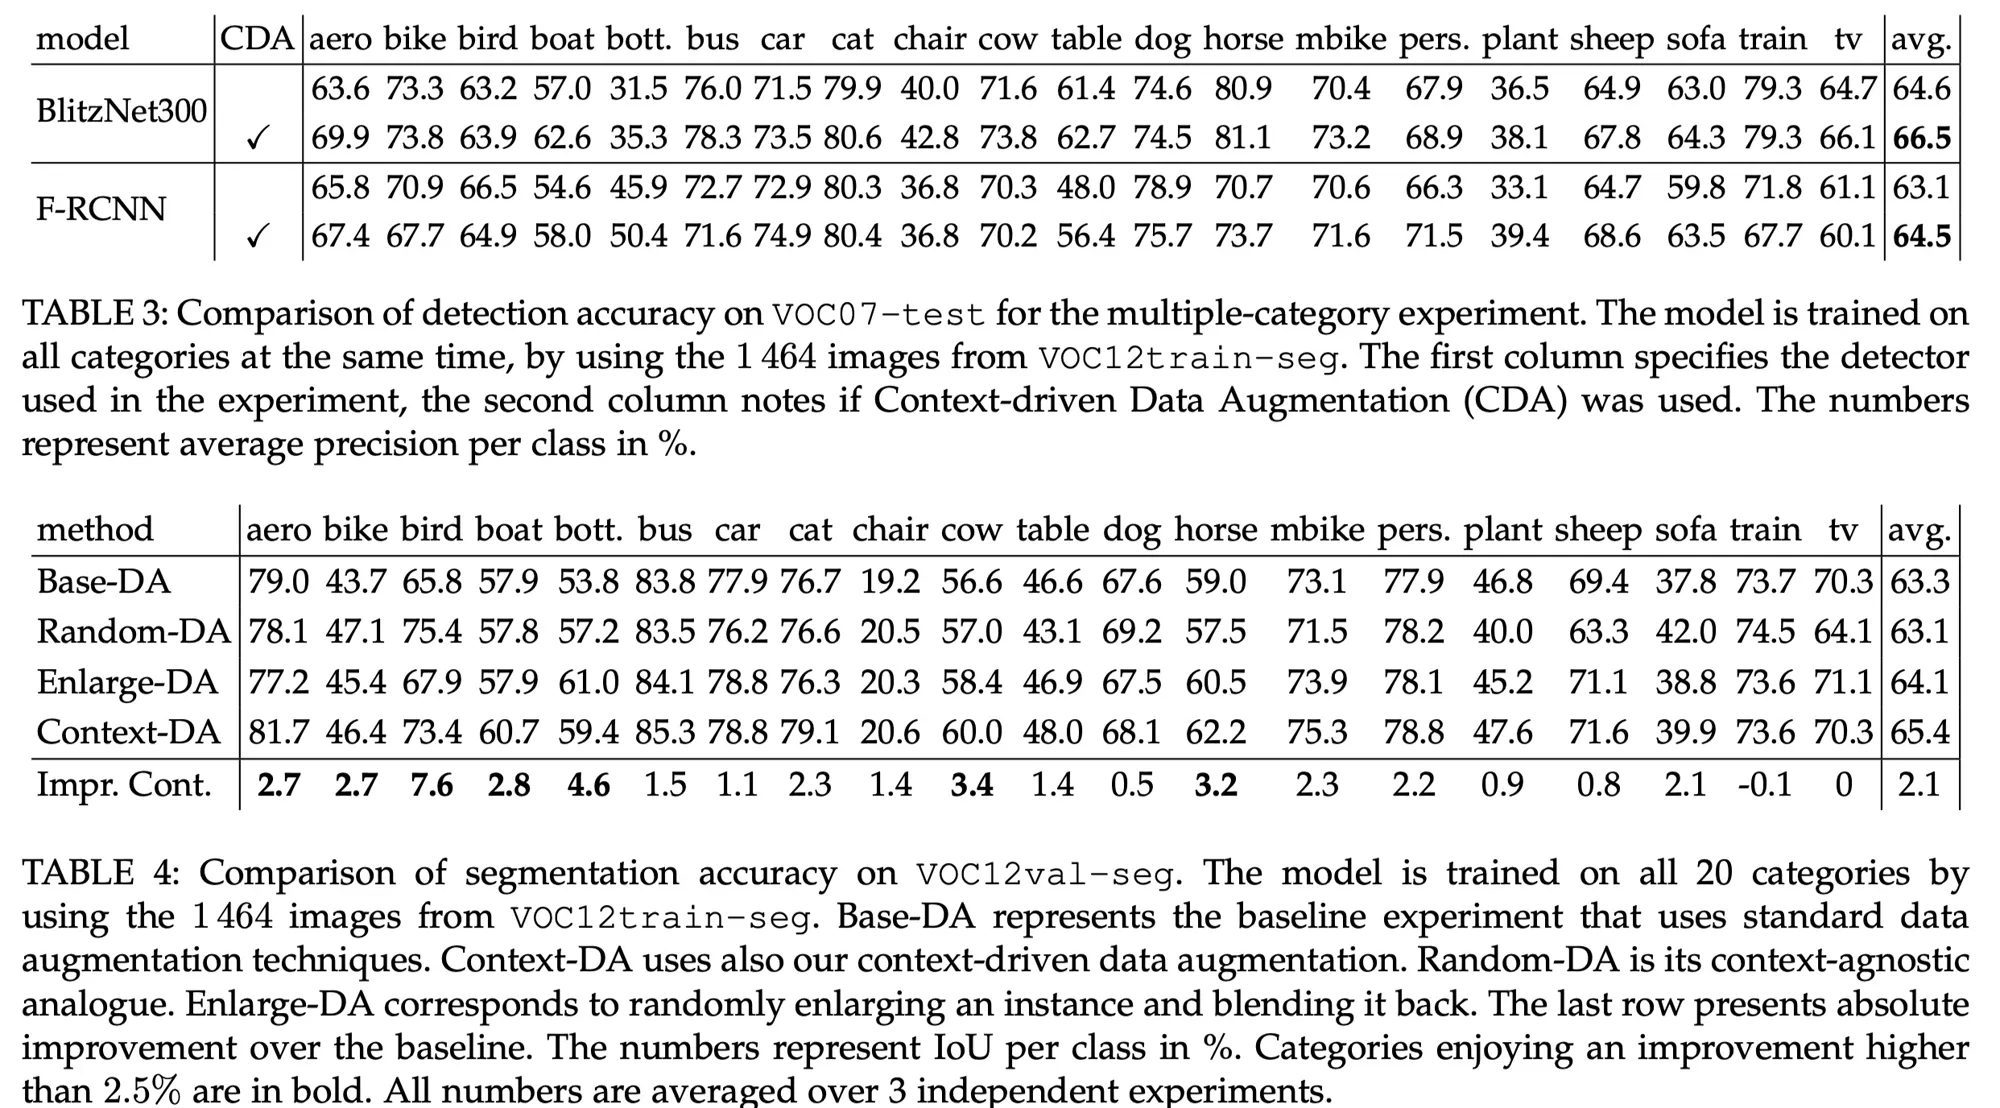 model CDA aero bike bird boat bott. bus car cat chair cow table dog horse mbike pers. plant sheep sofa train tv avg.
BlitzNet300 63.6 73.3 63.2 57.0 31.5 76.0 71.5 79.9 40.0 71.6 61.4 74.6 80.9 70.4 67.9 36.5 64.9 63.0 79.3 64.7 64.6
✓ 69.9 73.8 63.9 62.6 35.3 78.3 73.5 80.6 42.8 73.8 62.7 74.5 81.1 73.2 68.9 38.1 67.8 64.3 79.3 66.1 66.5
F-RCNN 65.8 70.9 66.5 54.6 45.9 72.7 72.9 80.3 36.8 70.3 48.0 78.9 70.7 70.6 66.3 33.1 64.7 59.8 71.8 61.1 63.1
✓ 67.4 67.7 64.9 58.0 50.4 71.6 74.9 80.4 36.8 70.2 56.4 75.7 73.7 71.6 71.5 39.4 68.6 63.5 67.7 60.1 64.5
TABLE 3: Comparison of detection accuracy on VOC07-test for the multiple-category experiment. The model is trained on
all categories at the same time, by using the 1 464 images from VOC12train-seg. The first column specifies the detector
used in the experiment, the second column notes if Context-driven Data Augmentation (CDA) was used. The numbers
represent average precision per class in %.
method aero bike bird boat bott. bus car cat chair cow table dog horse mbike pers. plant sheep sofa train tv avg.
Base-DA 79.0 43.7 65.8 57.9 53.8 83.8 77.9 76.7 19.2 56.6 46.6 67.6 59.0 73.1 77.9 46.8 69.4 37.8 73.7 70.3 63.3
Random-DA 78.1 47.1 75.4 57.8 57.2 83.5 76.2 76.6 20.5 57.0 43.1 69.2 57.5 71.5 78.2 40.0 63.3 42.0 74.5 64.1 63.1
Enlarge-DA 77.2 45.4 67.9 57.9 61.0 84.1 78.8 76.3 20.3 58.4 46.9 67.5 60.5 73.9 78.1 45.2 71.1 38.8 73.6 71.1 64.1
Context-DA 81.7 46.4 73.4 60.7 59.4 85.3 78.8 79.1 20.6 60.0 48.0 68.1 62.2 75.3 78.8 47.6 71.6 39.9 73.6 70.3 65.4
Impr. Cont. 2.7 2.7 7.6 2.8 4.6 1.5 1.1 2.3 1.4 3.4 1.4 0.5 3.2 2.3 2.2 0.9 0.8 2.1 -0.1 0 2.1
TABLE 4: Comparison of segmentation accuracy on VOC12val-seg. The model is trained on all 20 categories by
using the 1 464 images from VOC12train-seg. Base-DA represents the baseline experiment that uses standard data
augmentation techniques. Context-DA uses also our context-driven data augmentation. Random-DA is its context-agnostic
analogue. Enlarge-DA corresponds to randomly enlarging an instance and blending it back. The last row presents absolute
improvement over the baseline. The numbers represent IoU per class in %. Categories enjoying an improvement higher
than 2.5% are in bold. All numbers are averaged over 3 independent experiments.